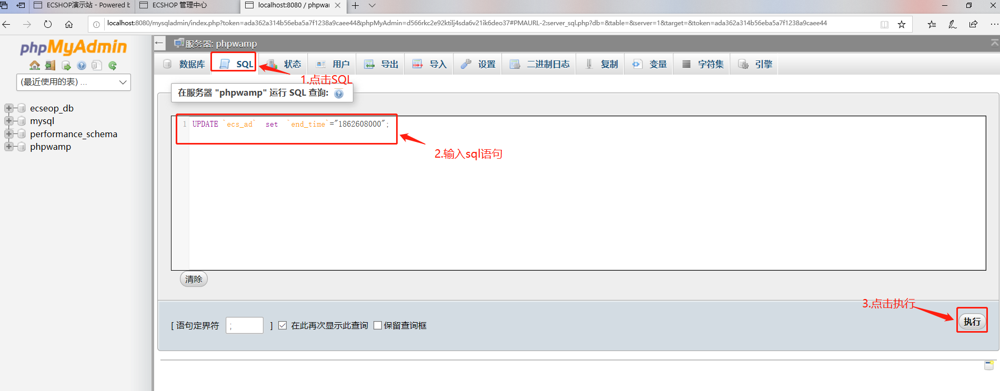 ECSHOP演示站 - Powered b
ECSHOP 管理中心
localhost:8080 / phpwar
localhost:8080/mysqladmin/index.php?token=ada362a314b56eba5a7f1238a9caee44&phpMyAdmin=d566rkc2e92ktilj4sda6v21ik6deo37#PMAURL-2:server_sql.php?db=&table=&server=1&target=&token=ada362a314b56eba5a7f1238a9caee44
phpMyAdmin
(最近使用的表) ...
ecseop_db
mysql
performance_schema
phpwamp
服务器: phpwamp
数据库 SQL 状态 用户 导出 导入 设置 二进制日志 复制 变量 字符集 引擎
1.点击SQL
在服务器 "phpwamp" 运行 SQL 查询:
1 UPDATE `ecs_ad` set `end_time`="1862608000";
2.输入sql语句
清除
3.点击执行
[ 语句定界符 ; ] 在此再次显示此查询 保留查询框
执行